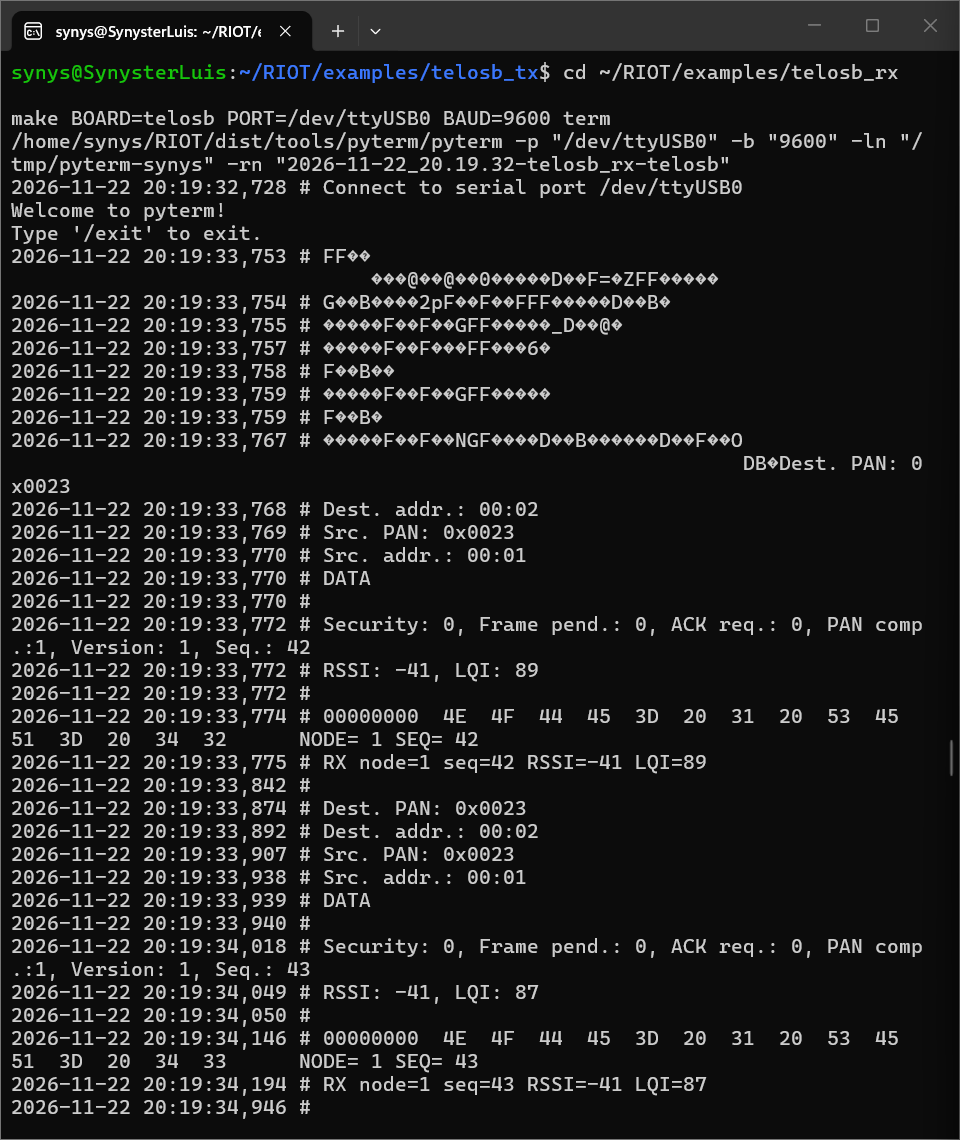 synys@SynysterLuis: ~/RIOT/e
synys@SynysterLuis:~/RIOT/examples/telosb_tx$ cd ~/RIOT/examples/telosb_rx
make BOARD=telosb PORT=/dev/ttyUSB0 BAUD=9600 term
/home/synys/RIOT/dist/tools/pyterm/pyterm -p "/dev/ttyUSB0" -b "9600" -ln "/
tmp/pyterm-synys" -rn "2026-11-22_20.19.32-telosb_rx-telosb"
2026-11-22 20:19:32,728 # Connect to serial port /dev/ttyUSB0
Welcome to pyterm!
Type '/exit' to exit.
2026-11-22 20:19:33,753 # FF��
���@��@��0�����D��F=�ZFF�����
2026-11-22 20:19:33,754 # G��B����2pF��F��FFF�����D��B�
2026-11-22 20:19:33,755 # �����F��F��GFF�����_D��@�
2026-11-22 20:19:33,757 # �����F��F���FF���6�
2026-11-22 20:19:33,758 # F��B��
2026-11-22 20:19:33,759 # �����F��F��GFF�����
2026-11-22 20:19:33,759 # F��B�
2026-11-22 20:19:33,767 # �����F��F��NGF����D��B������D��F��O
DB�Dest. PAN: 0
x0023
2026-11-22 20:19:33,768 # Dest. addr.: 00:02
2026-11-22 20:19:33,769 # Src. PAN: 0x0023
2026-11-22 20:19:33,770 # Src. addr.: 00:01
2026-11-22 20:19:33,770 # DATA
2026-11-22 20:19:33,770 #
2026-11-22 20:19:33,772 # Security: 0, Frame pend.: 0, ACK req.: 0, PAN comp
.:1, Version: 1, Seq.: 42
2026-11-22 20:19:33,772 # RSSI: -41, LQI: 89
2026-11-22 20:19:33,772 #
2026-11-22 20:19:33,774 # 00000000  4E  4F  44  45  3D  20  31  20  53  45
51  3D  20  34  32      NODE= 1 SEQ= 42
2026-11-22 20:19:33,775 # RX node=1 seq=42 RSSI=-41 LQI=89
2026-11-22 20:19:33,842 #
2026-11-22 20:19:33,874 # Dest. PAN: 0x0023
2026-11-22 20:19:33,892 # Dest. addr.: 00:02
2026-11-22 20:19:33,907 # Src. PAN: 0x0023
2026-11-22 20:19:33,938 # Src. addr.: 00:01
2026-11-22 20:19:33,939 # DATA
2026-11-22 20:19:33,940 #
2026-11-22 20:19:34,018 # Security: 0, Frame pend.: 0, ACK req.: 0, PAN comp
.:1, Version: 1, Seq.: 43
2026-11-22 20:19:34,049 # RSSI: -41, LQI: 87
2026-11-22 20:19:34,050 #
2026-11-22 20:19:34,146 # 00000000  4E  4F  44  45  3D  20  31  20  53  45
51  3D  20  34  33      NODE= 1 SEQ= 43
2026-11-22 20:19:34,194 # RX node=1 seq=43 RSSI=-41 LQI=87
2026-11-22 20:19:34,946 #